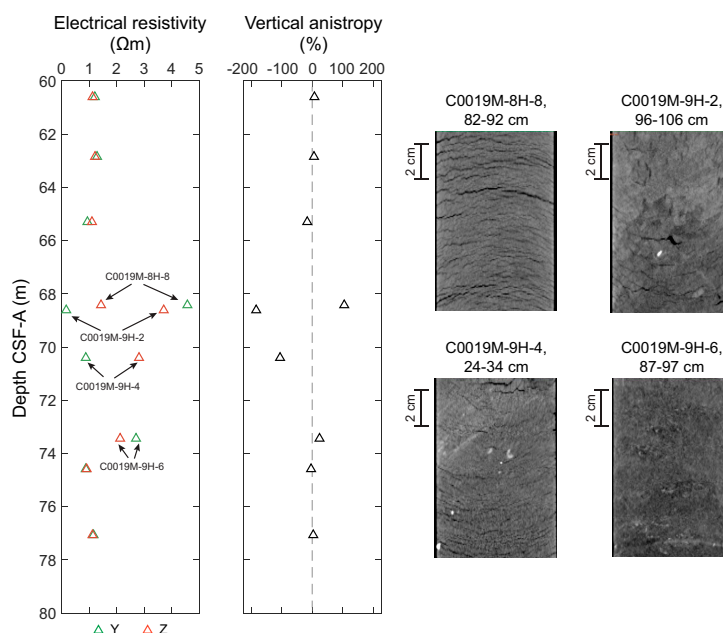 Electrical resistivity
(Ωm)
0 1 2 3 4 5
Vertical anistropy
(%)
-200 -100 0 100 200
Depth CSF-A (m)
60
62
64
66
68
70
72
74
76
78
80
C0019M-8H-8
C0019M-9H-2
C0019M-9H-4
C0019M-9H-6
Y Z
C0019M-8H-8,
82-92 cm
2 cm
C0019M-9H-2,
96-106 cm
2 cm
C0019M-9H-4,
24-34 cm
2 cm
C0019M-9H-6,
87-97 cm
2 cm